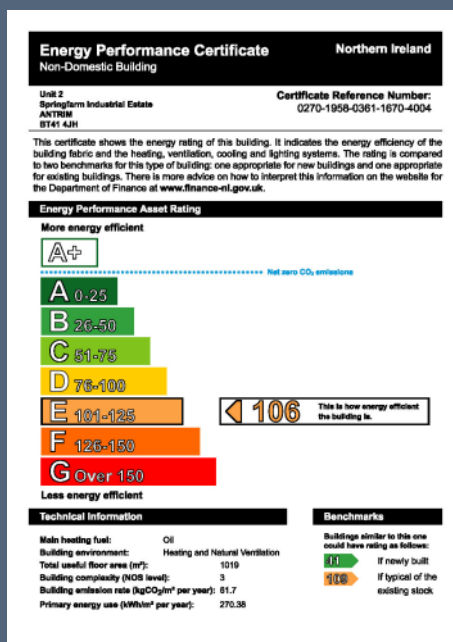 Energy Performance Certificate
Northern Ireland
Non-Domestic Building
Unit 2
Springfarm Industrial Estate
ANTRIM
BT41 4JH
Certificate Reference Number:
0270-1958-0361-1670-4004
This certificate shows the energy rating of this building. It indicates the energy efficiency of the
building fabric and the heating, ventilation, cooling and lighting systems. The rating is compared
to two benchmarks for this type of building: one appropriate for new buildings and one appropriate
for existing buildings. There is more advice on how to interpret this information on the website for
the Department of Finance at www.finance-ni.gov.uk.
Energy Performance Asset Rating
More energy efficient
A+
Net zero CO₂ emissions
A 0-25
B 26-50
C 51-75
D 76-100
E 101-125
106
This is how energy efficient
the building is.
F 126-150
G Over 150
Less energy efficient
Technical Information
Main heating fuel: Oil
Building environment: Heating and Natural Ventilation
Total useful floor area (m²): 1019
Building complexity (NOS level): 3
Building emission rate (kgCO₂/m² per year): 61.7
Primary energy use (kWh/m² per year): 270.38
Benchmarks
Buildings similar to this one
could have rating as follows:
If newly built
If typical of the
existing stock